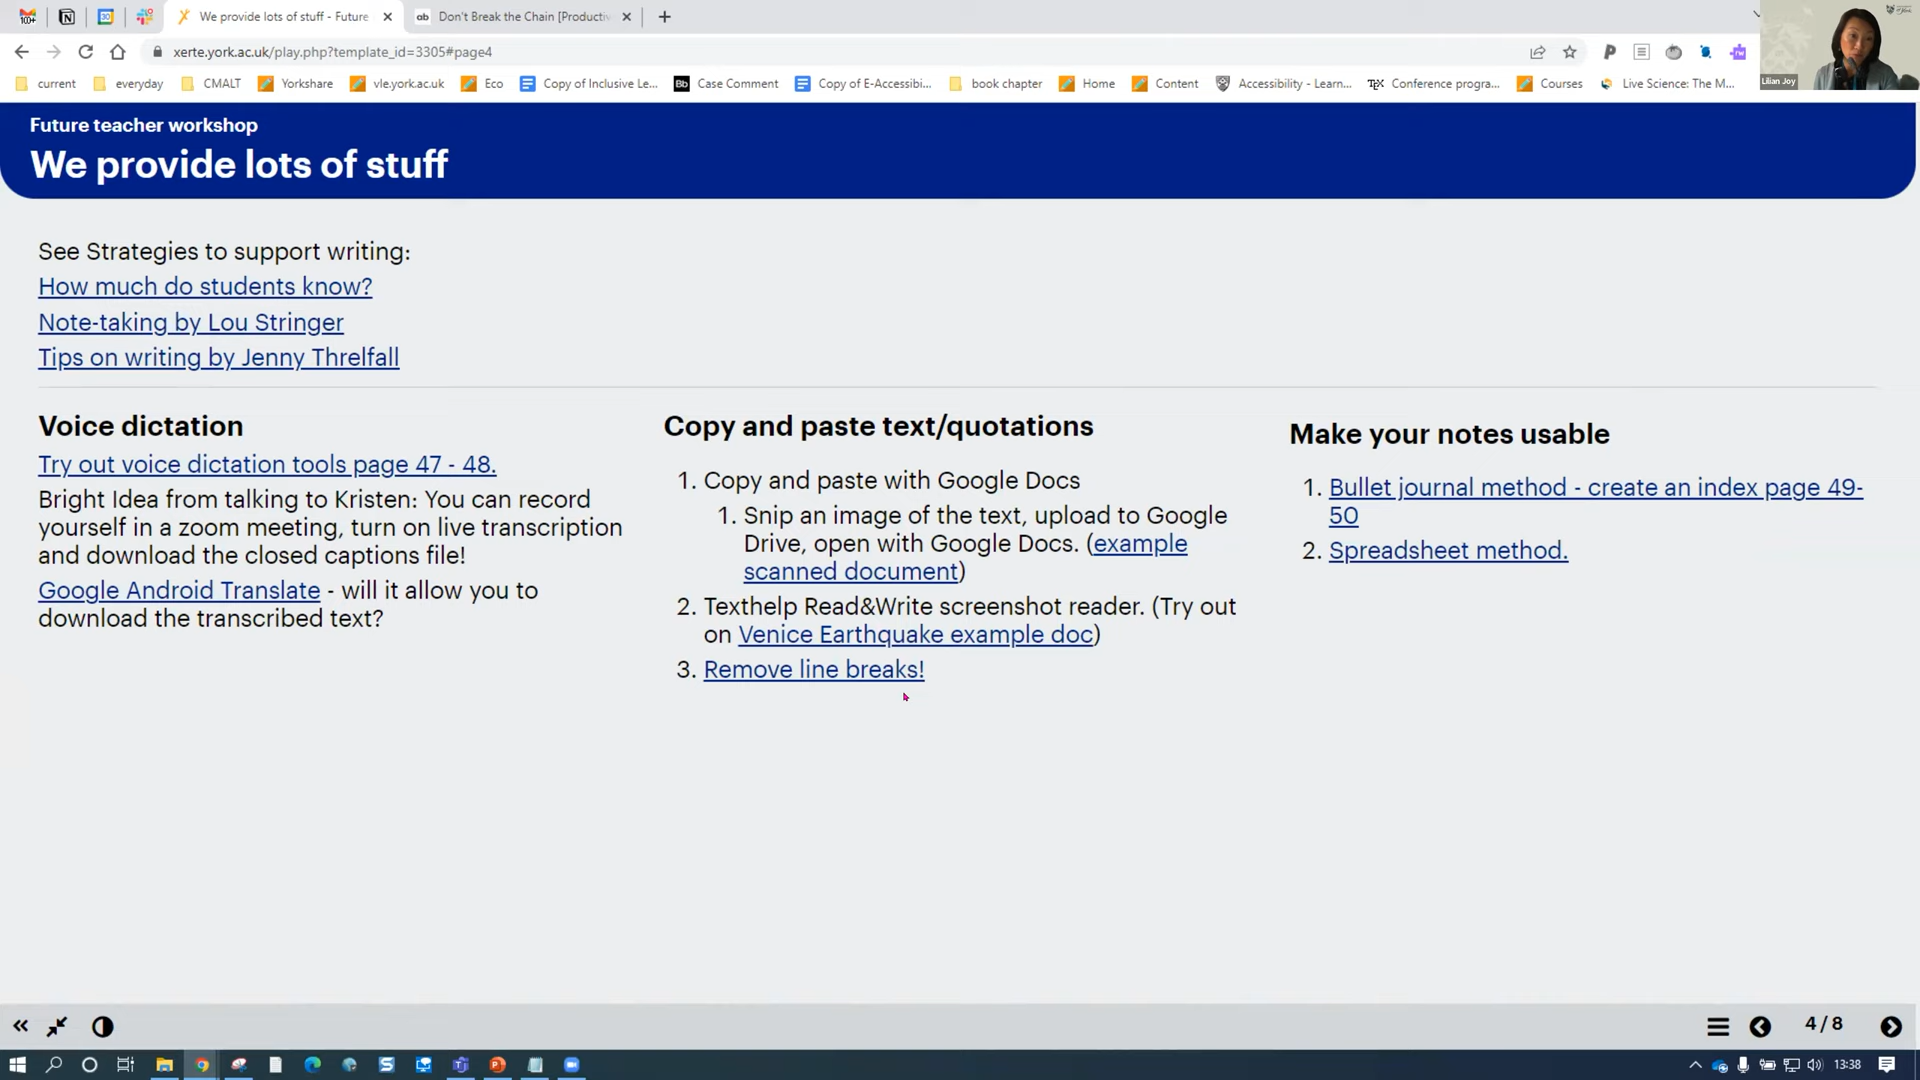 We provide lots of stuff - Future
Don't Break the Chain [Productiv
xerte.york.ac.uk/play.php?template_id=3305#page4
current
everyday
CMALT
Yorkshare
vle.york.ac.uk
Eco
Copy of Inclusive Le...
Bb
Case Comment
Copy of E-Accessibi...
book chapter
Home
Content
Accessibility - Learn...
Conference progra...
Courses
Live Science: The M...
Lilian Joy
Future teacher workshop
We provide lots of stuff
See Strategies to support writing:
How much do students know?
Note-taking by Lou Stringer
Tips on writing by Jenny Threlfall
Voice dictation
Try out voice dictation tools page 47 - 48.
Bright Idea from talking to Kristen: You can record
yourself in a zoom meeting, turn on live transcription
and download the closed captions file!
Google Android Translate - will it allow you to
download the transcribed text?
Copy and paste text/quotations
1. Copy and paste with Google Docs
1. Snip an image of the text, upload to Google
Drive, open with Google Docs. (example
scanned document)
2. Texthelp Read&Write screenshot reader. (Try out
on Venice Earthquake example doc)
3. Remove line breaks!
Make your notes usable
1. Bullet journal method - create an index page 49-
50
2. Spreadsheet method.
4 / 8
13:38